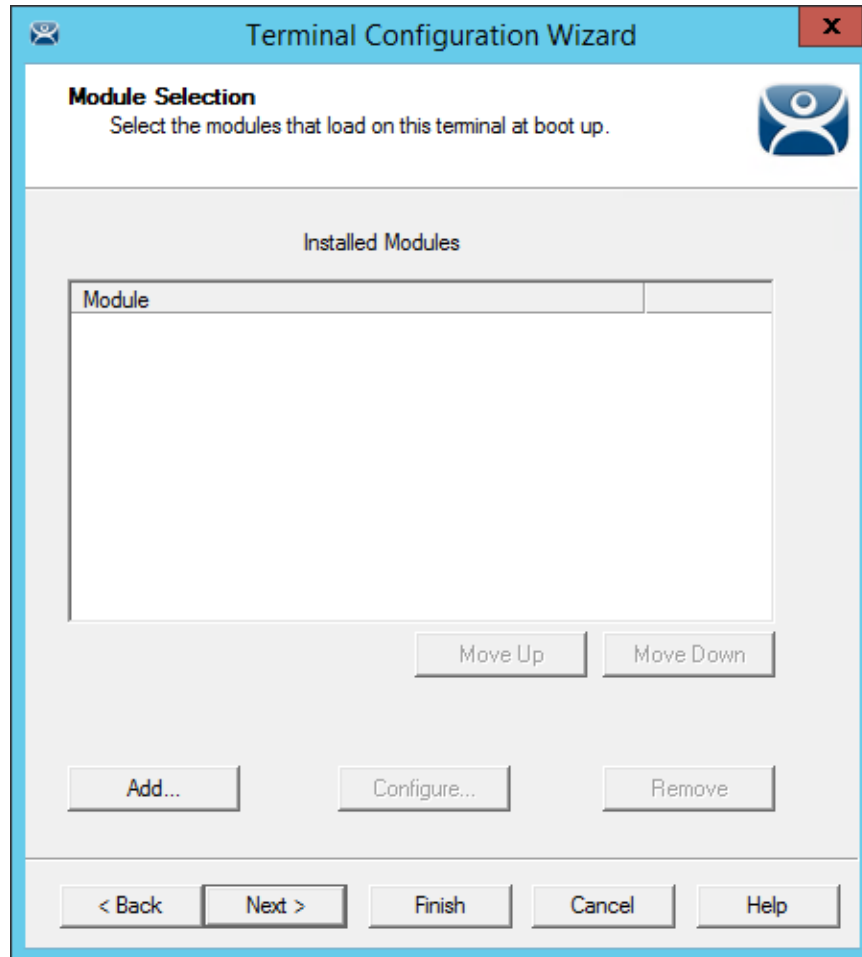 Terminal Configuration Wizard
x
Module Selection
Select the modules that load on this terminal at boot up.
Installed Modules
Module
Move Up Move Down
Add... Configure... Remove
< Back Next > Finish Cancel Help